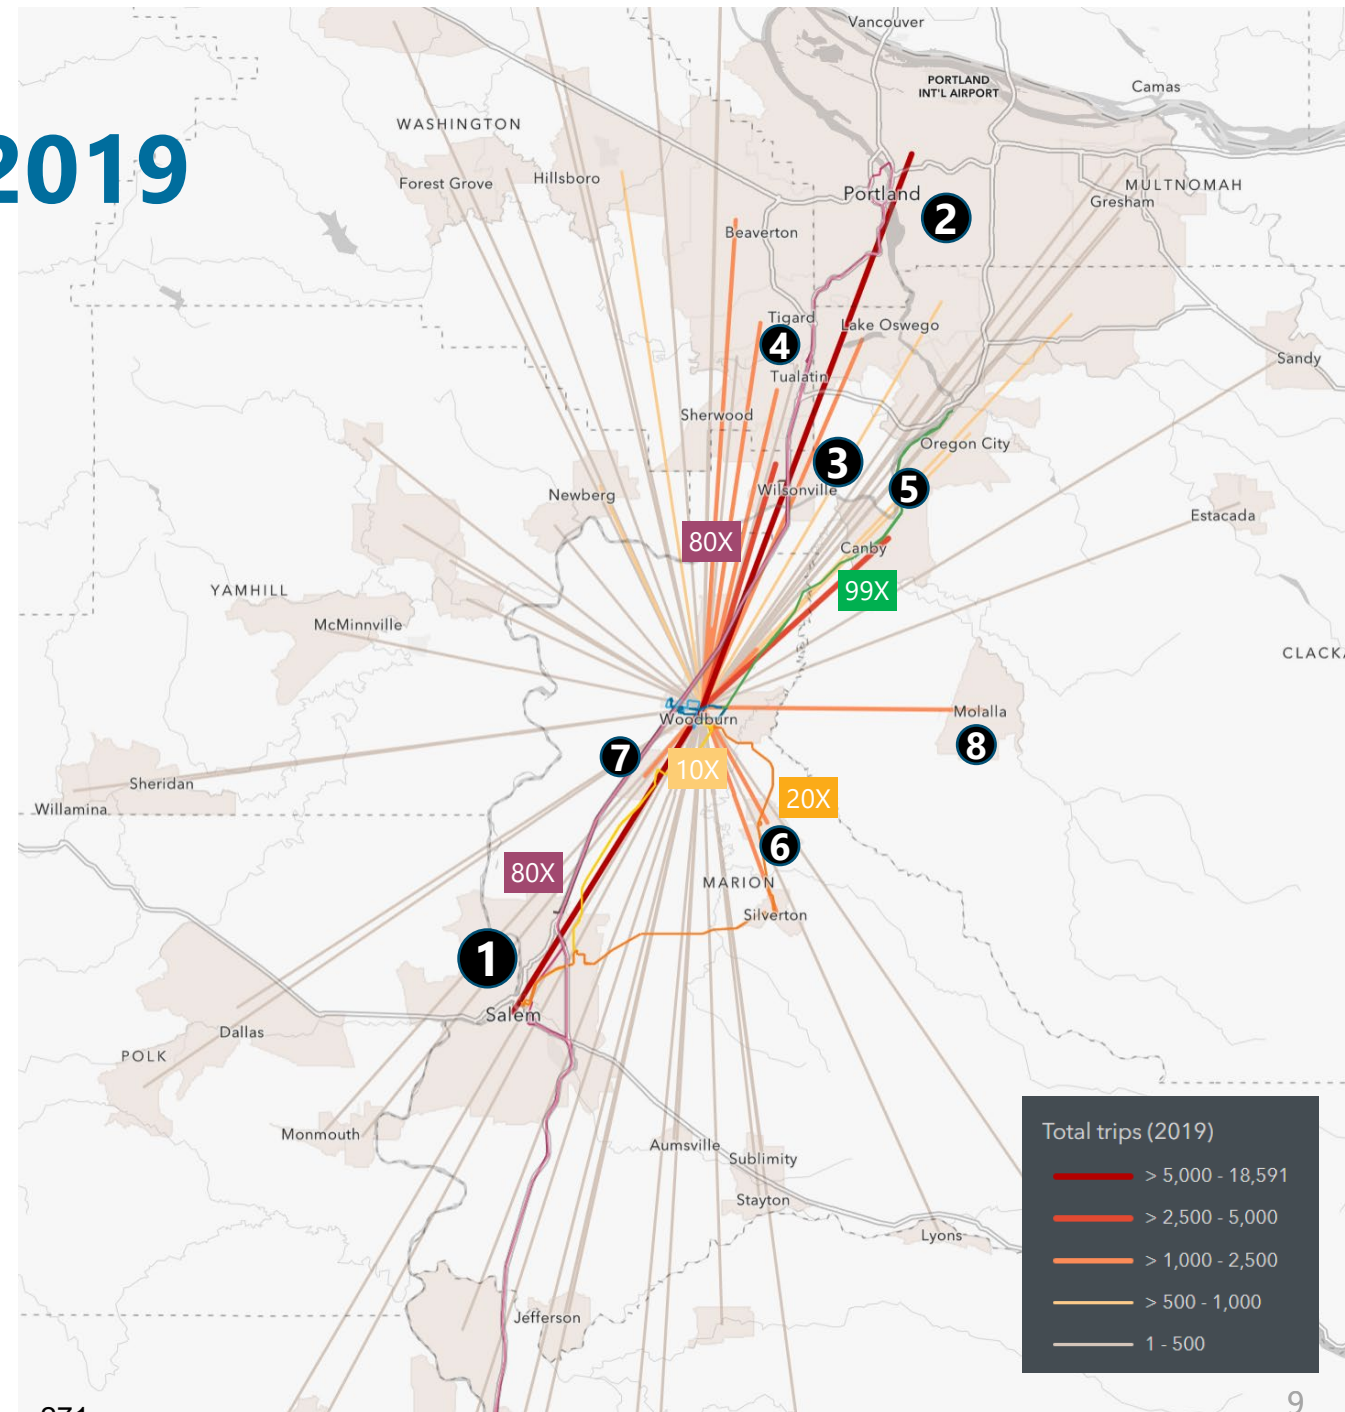 2019
Vancouver
PORTLAND
INT'L AIRPORT
Camas
WASHINGTON
Forest Grove
Hillsboro
Portland
2
MULTNOMAH
Gresham
Beaverton
Tigard
4
Lake Oswego
Tualatin
Sandy
Sherwood
Oregon City
3
5
Wilsonville
Newberg
Estacada
80X
Canby
99X
YAMHILL
McMinnville
Woodburn
Molalla
8
7
10X
20X
Sheridan
Willamina
6
80X
MARION
Silverton
1
Salem
Dallas
POLK
Monmouth
Aumsville
Sublimity
Stayton
Lyons
Jefferson
Total trips (2019)
> 5,000 - 18,591
> 2,500 - 5,000
> 1,000 - 2,500
> 500 - 1,000
1 - 500
9